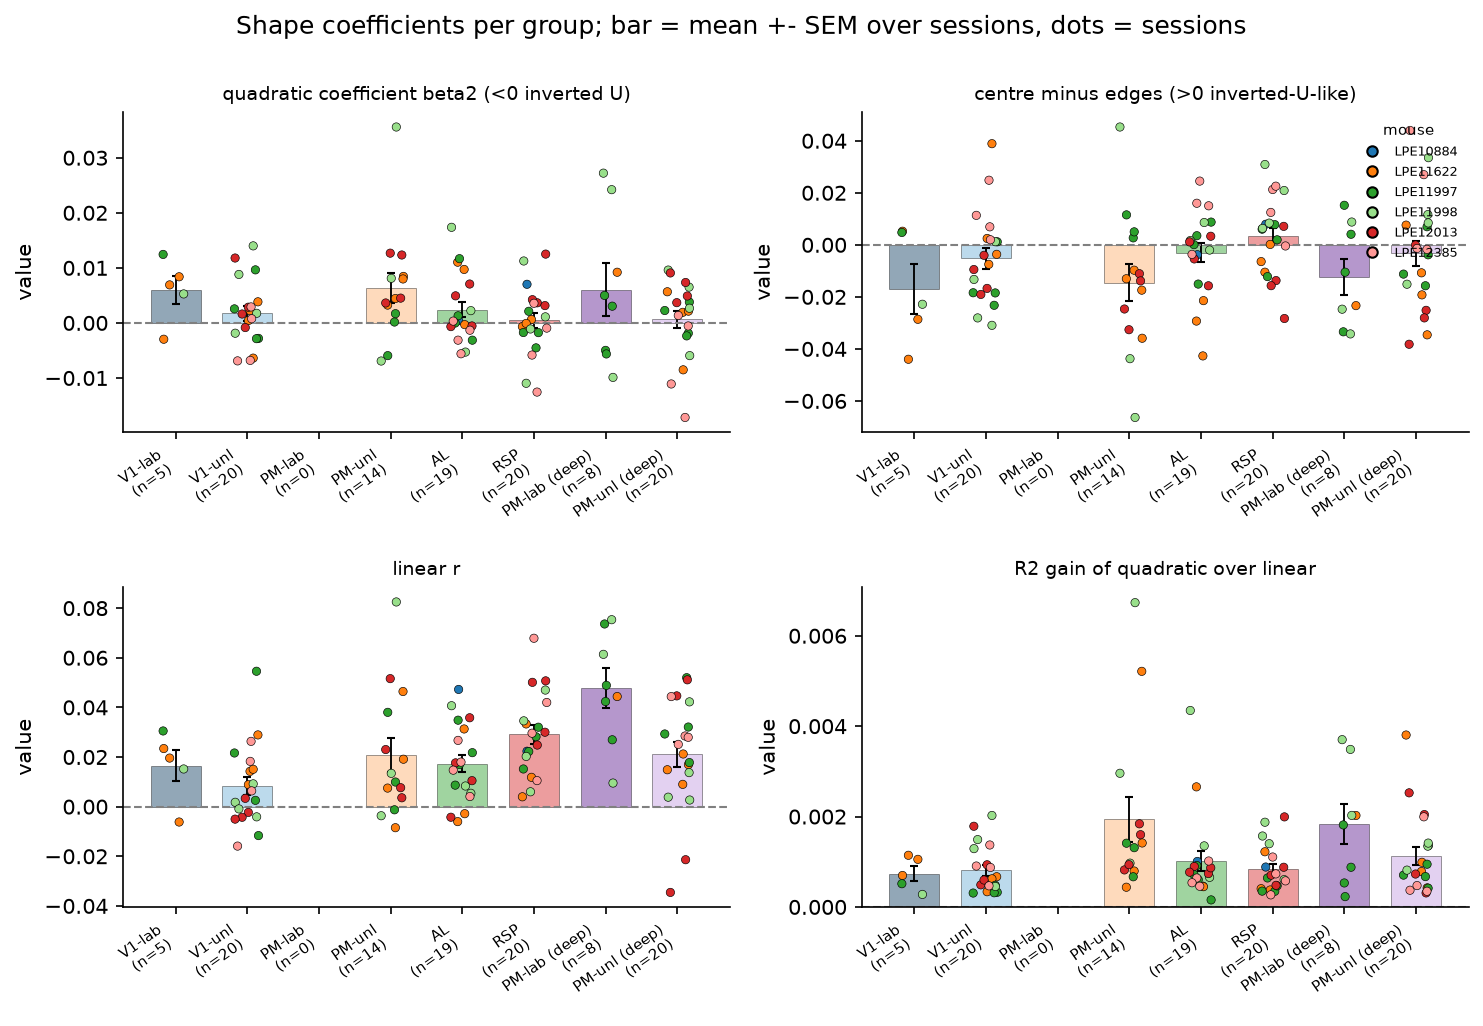 Shape coefficients per group; bar = mean +- SEM over sessions, dots = sessions
quadratic coefficient beta2 (<0 inverted U)
value
0.03
0.02
0.01
0.00
−0.01
V1-lab
(n=5)
V1-unl
(n=20)
PM-lab
(n=0)
PM-unl
(n=14)
AL
(n=19)
RSP
(n=20)
PM-lab (deep)
(n=8)
PM-unl (deep)
(n=20)
centre minus edges (>0 inverted-U-like)
value
0.04
0.02
0.00
−0.02
−0.04
−0.06
mouse
LPE10884
LPE11622
LPE11997
LPE11998
LPE12013
LPE12385
V1-lab
(n=5)
V1-unl
(n=20)
PM-lab
(n=0)
PM-unl
(n=14)
AL
(n=19)
RSP
(n=20)
PM-lab (deep)
(n=8)
PM-unl (deep)
(n=20)
linear r
value
0.08
0.06
0.04
0.02
0.00
−0.02
−0.04
V1-lab
(n=5)
V1-unl
(n=20)
PM-lab
(n=0)
PM-unl
(n=14)
AL
(n=19)
RSP
(n=20)
PM-lab (deep)
(n=8)
PM-unl (deep)
(n=20)
R2 gain of quadratic over linear
value
0.006
0.004
0.002
0.000
V1-lab
(n=5)
V1-unl
(n=20)
PM-lab
(n=0)
PM-unl
(n=14)
AL
(n=19)
RSP
(n=20)
PM-lab (deep)
(n=8)
PM-unl (deep)
(n=20)